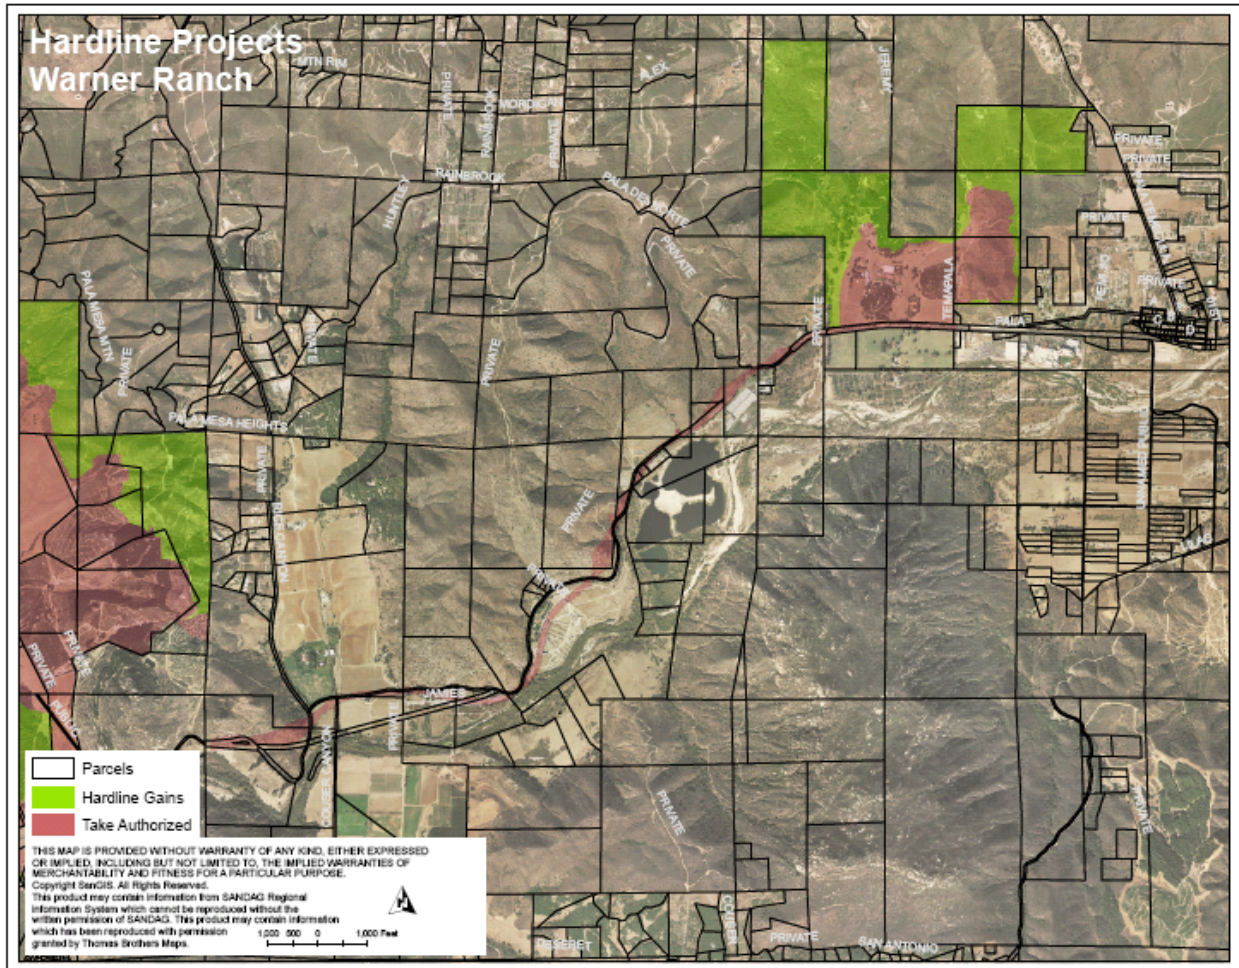 Hardline Projects
Warner Ranch
MTN RIM
PRIVATE
RAINBROOK
MORDIGAN
PRIVATE
ALEX
JEREMY
RAINBROOK
HUNTLEY
PALA DEL NORTE
PRIVATE
PRIVATE
PRIVATE
PRIVATE
PRIVATE
PALA MESA MTN
PRIVATE
PRIVATE
PRIVATE
TEMAPALA
PALA
PALA MESA HEIGHTS
PRIVATE
PRIVATE
PRIVATE
UNNAMED PUBLIC
PRIVATE
PRIVATE
PUBLIC
JAMES
PRIVATE
COUSER CANYON
PRIVATE
PRIVATE
Parcels
Hardline Gains
Take Authorized
THIS MAP IS PROVIDED WITHOUT WARRANTY OF ANY KIND, EITHER EXPRESSED
OR IMPLIED, INCLUDING BUT NOT LIMITED TO, THE IMPLIED WARRANTIES OF
MERCHANTABILITY AND FITNESS FOR A PARTICULAR PURPOSE.
Copyright SanGIS. All Rights Reserved.
This product may contain information from SANDAG Regional
Information System which cannot be reproduced without the
written permission of SANDAG. This product may contain information
which has been reproduced with permission
granted by Thomas Brothers Maps.
1,000 500 0 1,000 Feet
DESERET
PRIVATE
SAN ANTONIO